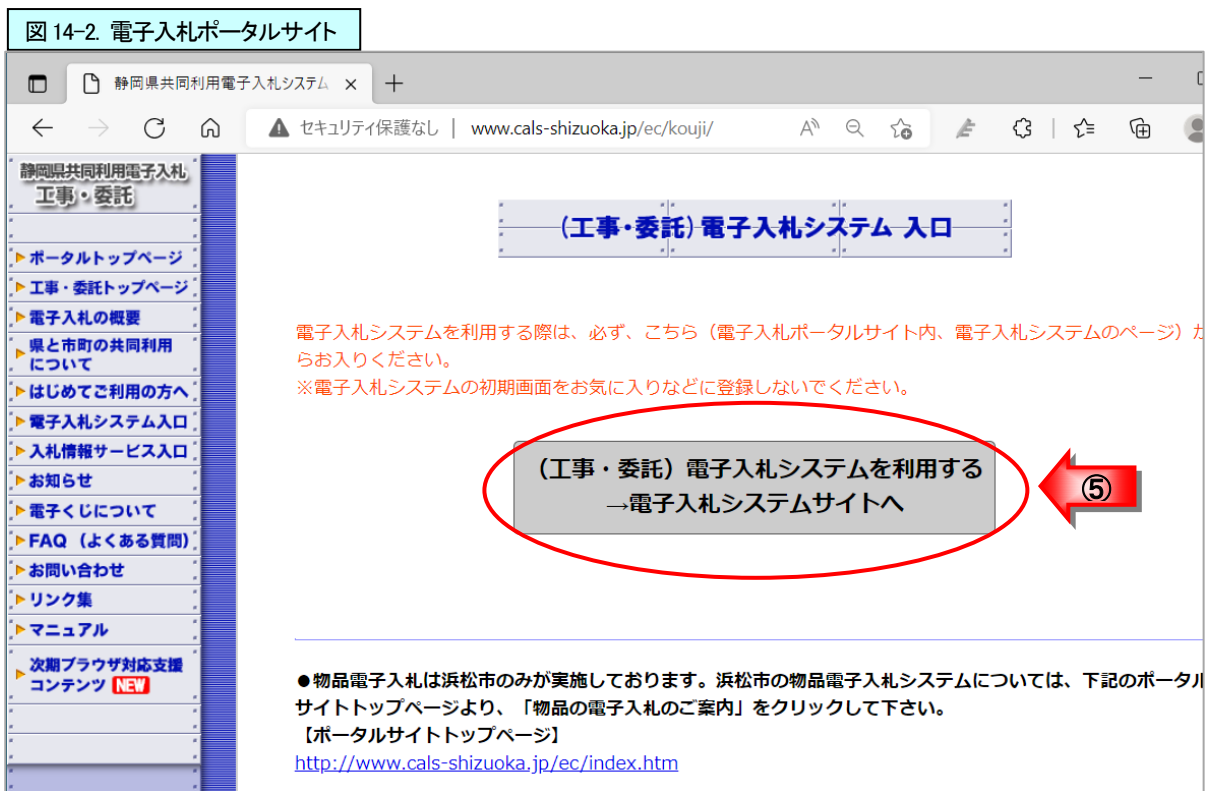 図 14-2. 電子入札ポータルサイト
静岡県共同利用電子入札システム
セキュリティ保護なし | www.cals-shizuoka.jp/ec/kouji/
静岡県共同利用電子入札
工事・委託
ポータルトップページ
工事・委託トップページ
電子入札の概要
県と市町の共同利用
について
はじめてご利用の方へ
電子入札システム入口
入札情報サービス入口
お知らせ
電子くじについて
FAQ（よくある質問）
お問い合わせ
リンク集
マニュアル
次期ブラウザ対応支援
コンテンツ NEW
（工事・委託）電子入札システム 入口
電子入札システムを利用する際は、必ず、こちら（電子入札ポータルサイト内、電子入札システムのページ）か
らお入りください。
※電子入札システムの初期画面をお気に入りなどに登録しないでください。
（工事・委託）電子入札システムを利用する
→電子入札システムサイトへ
⑤
●物品電子入札は浜松市のみが実施しております。浜松市の物品電子入札システムについては、下記のポータル
サイトトップページより、「物品の電子入札のご案内」をクリックして下さい。
【ポータルサイトトップページ】
http://www.cals-shizuoka.jp/ec/index.htm